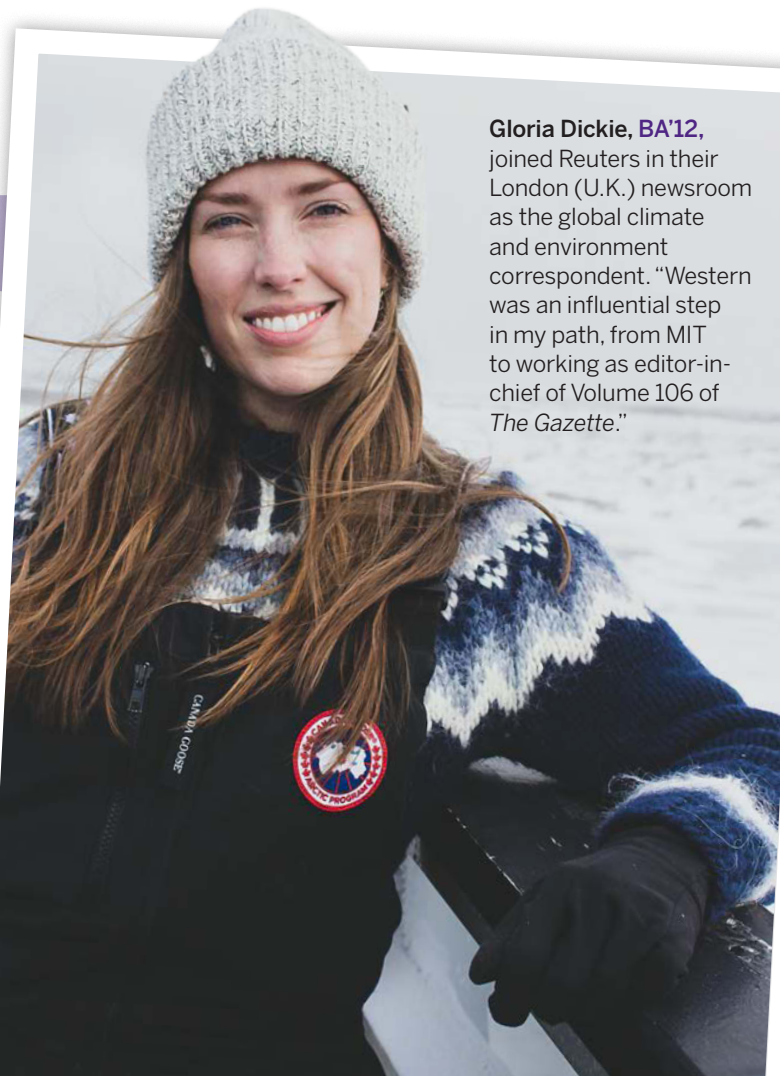 Gloria Dickie, BA’12,
joined Reuters in their
London (U.K.) newsroom
as the global climate
and environment
correspondent. “Western
was an influential step
in my path, from MIT
to working as editor-in-
chief of Volume 106 of
The Gazette.”
CANADA GOOSE
ARCTIC PROGRAM